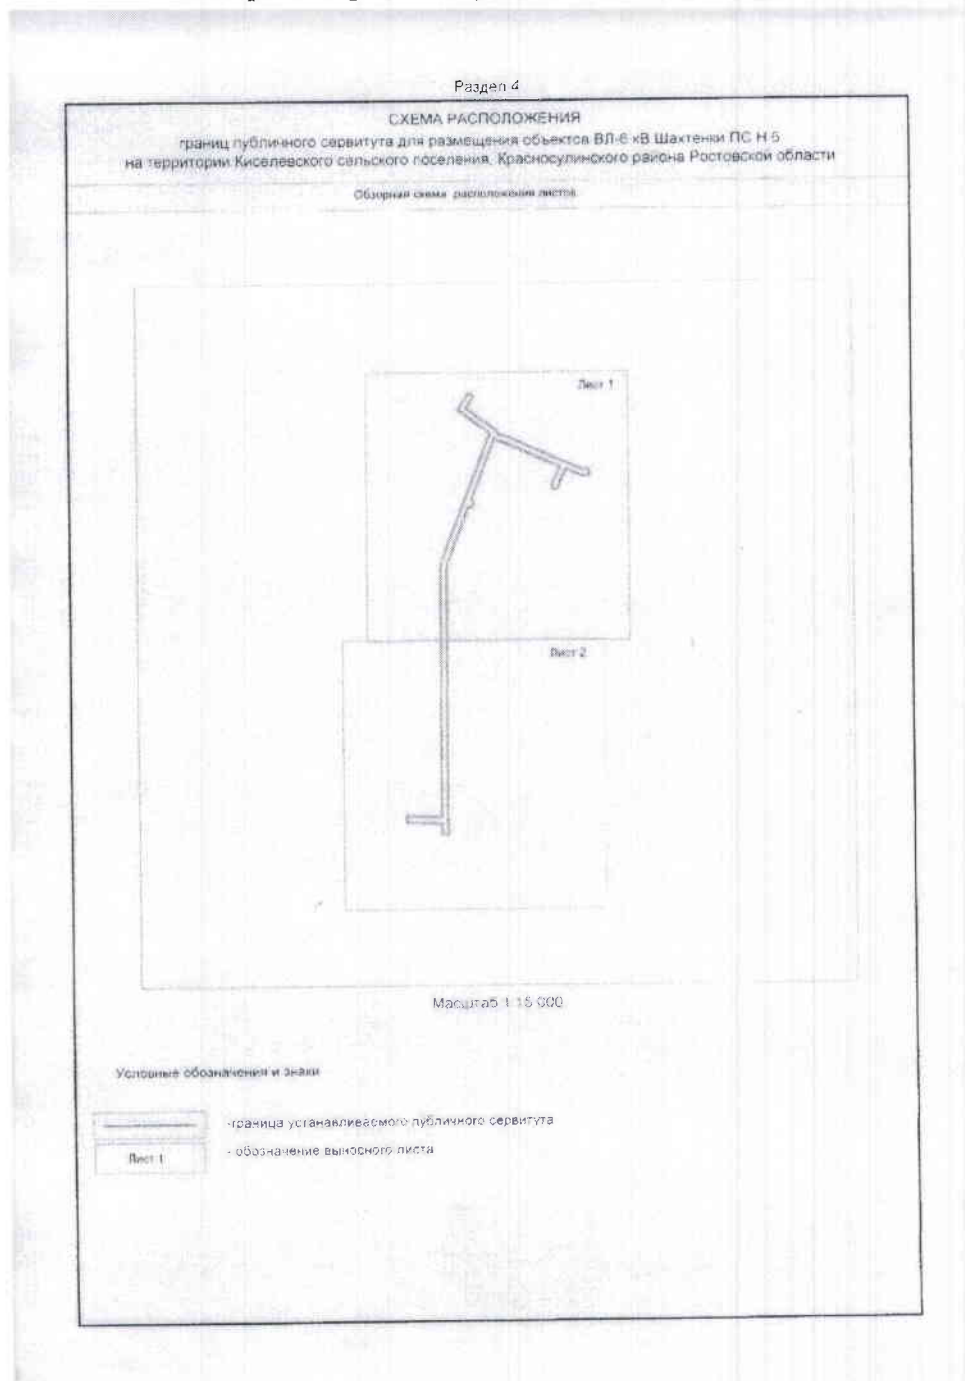 Раздел 4
СХЕМА РАСПОЛОЖЕНИЯ
границ публичного сервитута для размещения объектов ВЛ-6 кВ Шахтенки ПС Н 5
на территории Киселевского сельского поселения, Красносулинского района Ростовской области
Обзорная схема расположения листов
Лист 1
Лист 2
Масштаб 1:15 000
Условные обозначения и знаки
-граница устанавливаемого публичного сервитута
Лист 1
- обозначение выносного листа